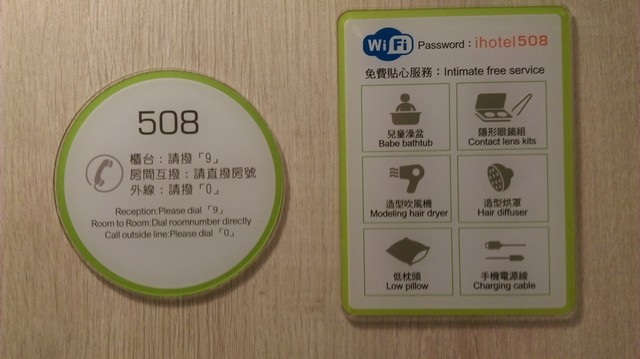 508
櫃台：請撥「9」
房間互撥：請直撥房號
外線：請撥「0」
Reception:Please dial 「9」
Room to Room:Dial roomnumber directly
Call outside line:Please dial 「0」
WiFi Password : ihotel508
免費貼心服務：Intimate free service
兒童澡盆
Babe bathtub
隱形眼鏡組
Contact lens kits
造型吹風機
Modeling hair dryer
造型烘罩
Hair diffuser
低枕頭
Low pillow
手機電源線
Charging cable